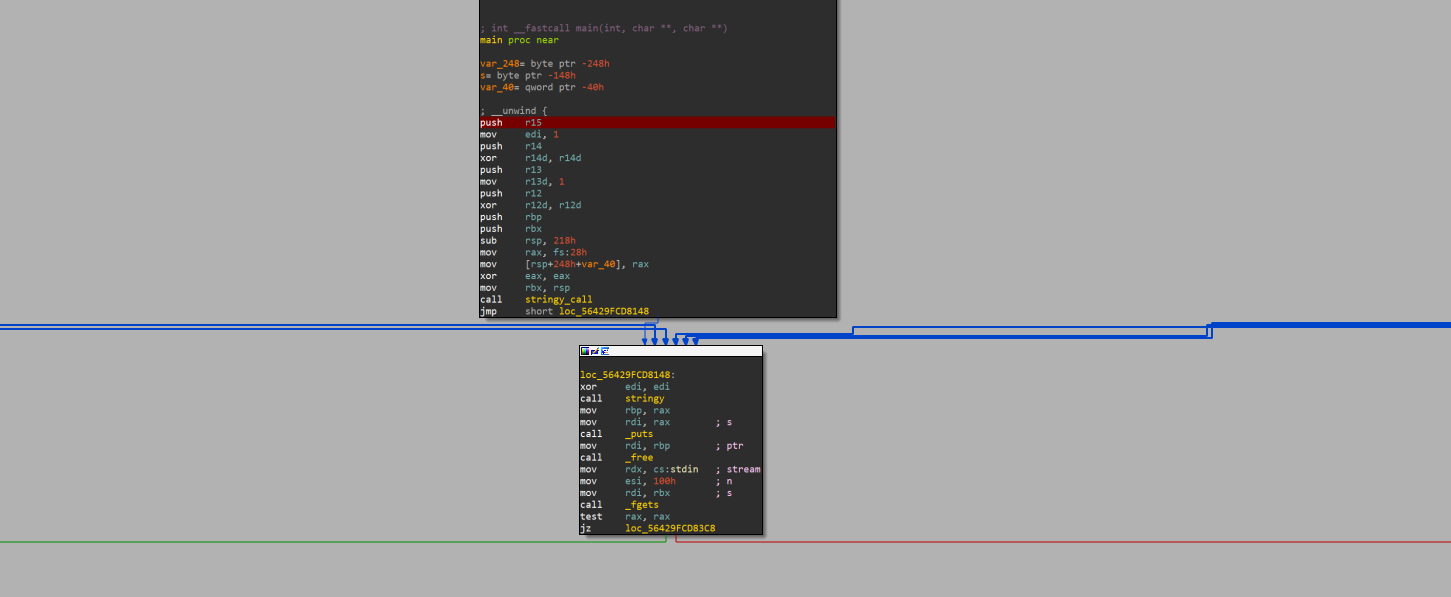 ; int __fastcall main(int, char **, char **)
main proc near
var_248= byte ptr -248h
s= byte ptr -148h
var_40= qword ptr -40h
; __unwind {
push r15
mov edi, 1
push r14
xor r14d, r14d
push r13
mov r13d, 1
push r12
xor r12d, r12d
push rbp
push rbx
sub rsp, 218h
mov rax, fs:28h
mov [rsp+248h+var_40], rax
xor eax, eax
mov rbx, rsp
call stringy_call
jmp short loc_56429FCD8148
loc_56429FCD8148:
xor edi, edi
call stringy
mov rbp, rax
mov rdi, rax ; s
call _puts
mov rdi, rbp ; ptr
call _free
mov rdx, cs:stdin ; stream
mov esi, 100h ; n
mov rdi, rbx ; s
call _fgets
test rax, rax
jz loc_56429FCD83C8